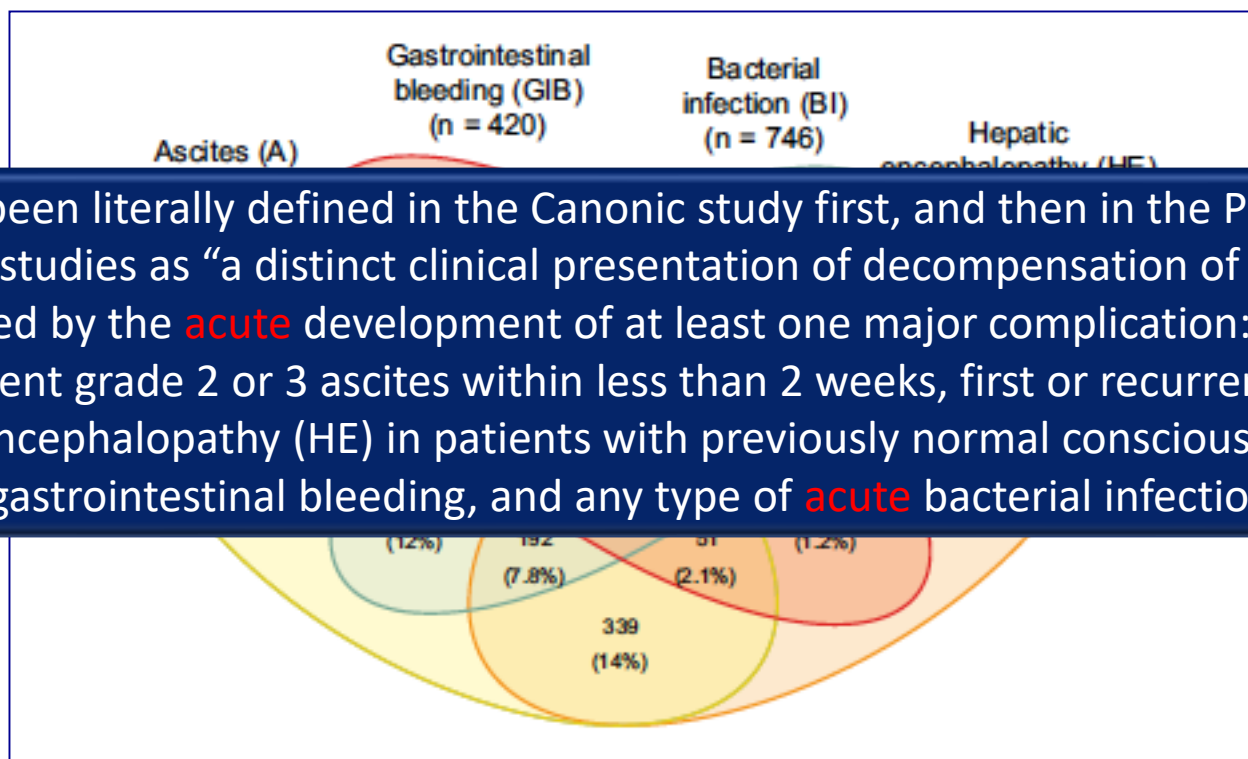 Gastrointestinal
bleeding (GIB)
(n = 420)
Bacterial
infection (BI)
(n = 746)
Ascites (A)
Hepatic
encephalopathy (HE)
been literally defined in the Canonic study first, and then in the P
studies as “a distinct clinical presentation of decompensation of
ed by the acute development of at least one major complication:
ent grade 2 or 3 ascites within less than 2 weeks, first or recurre
ncephalopathy (HE) in patients with previously normal conscious
gastrointestinal bleeding, and any type of acute bacterial infectio
(12%)
192
(7.8%)
51
(2.1%)
(1.2%)
339
(14%)